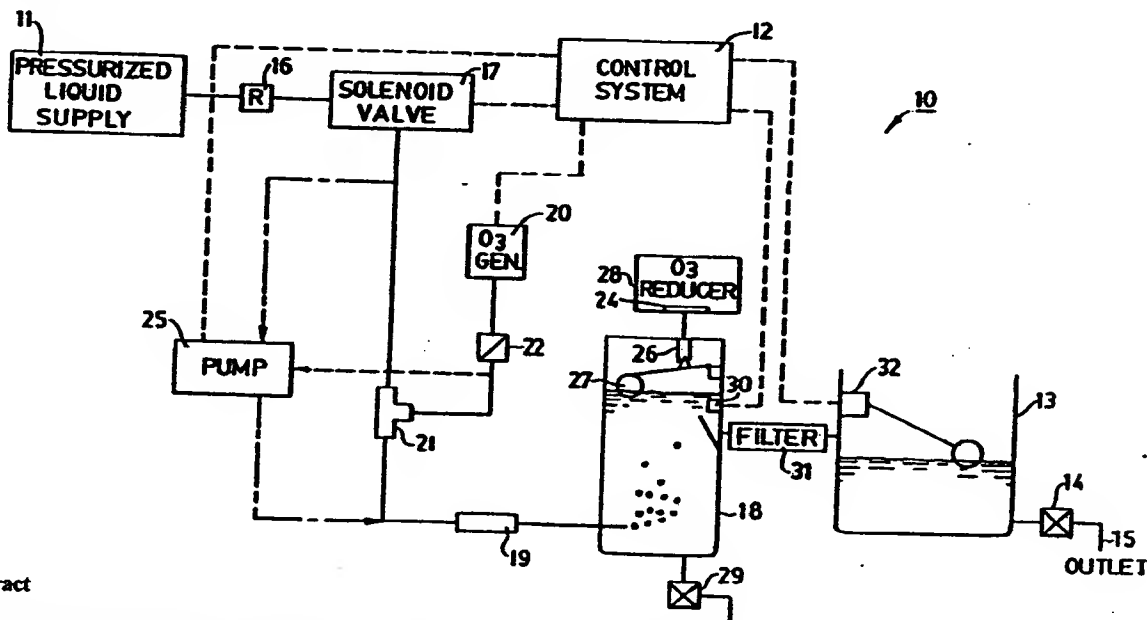 11
PRESSURIZED
LIQUID
SUPPLY
16
R
17
SOLENOID
VALVE
12
CONTROL
SYSTEM
10
20
O3
GEN.
22
28
O3
REDUCER
24
25
PUMP
21
26
27
30
32
13
FILTER
31
18
19
14
15
OUTLET
29
ract